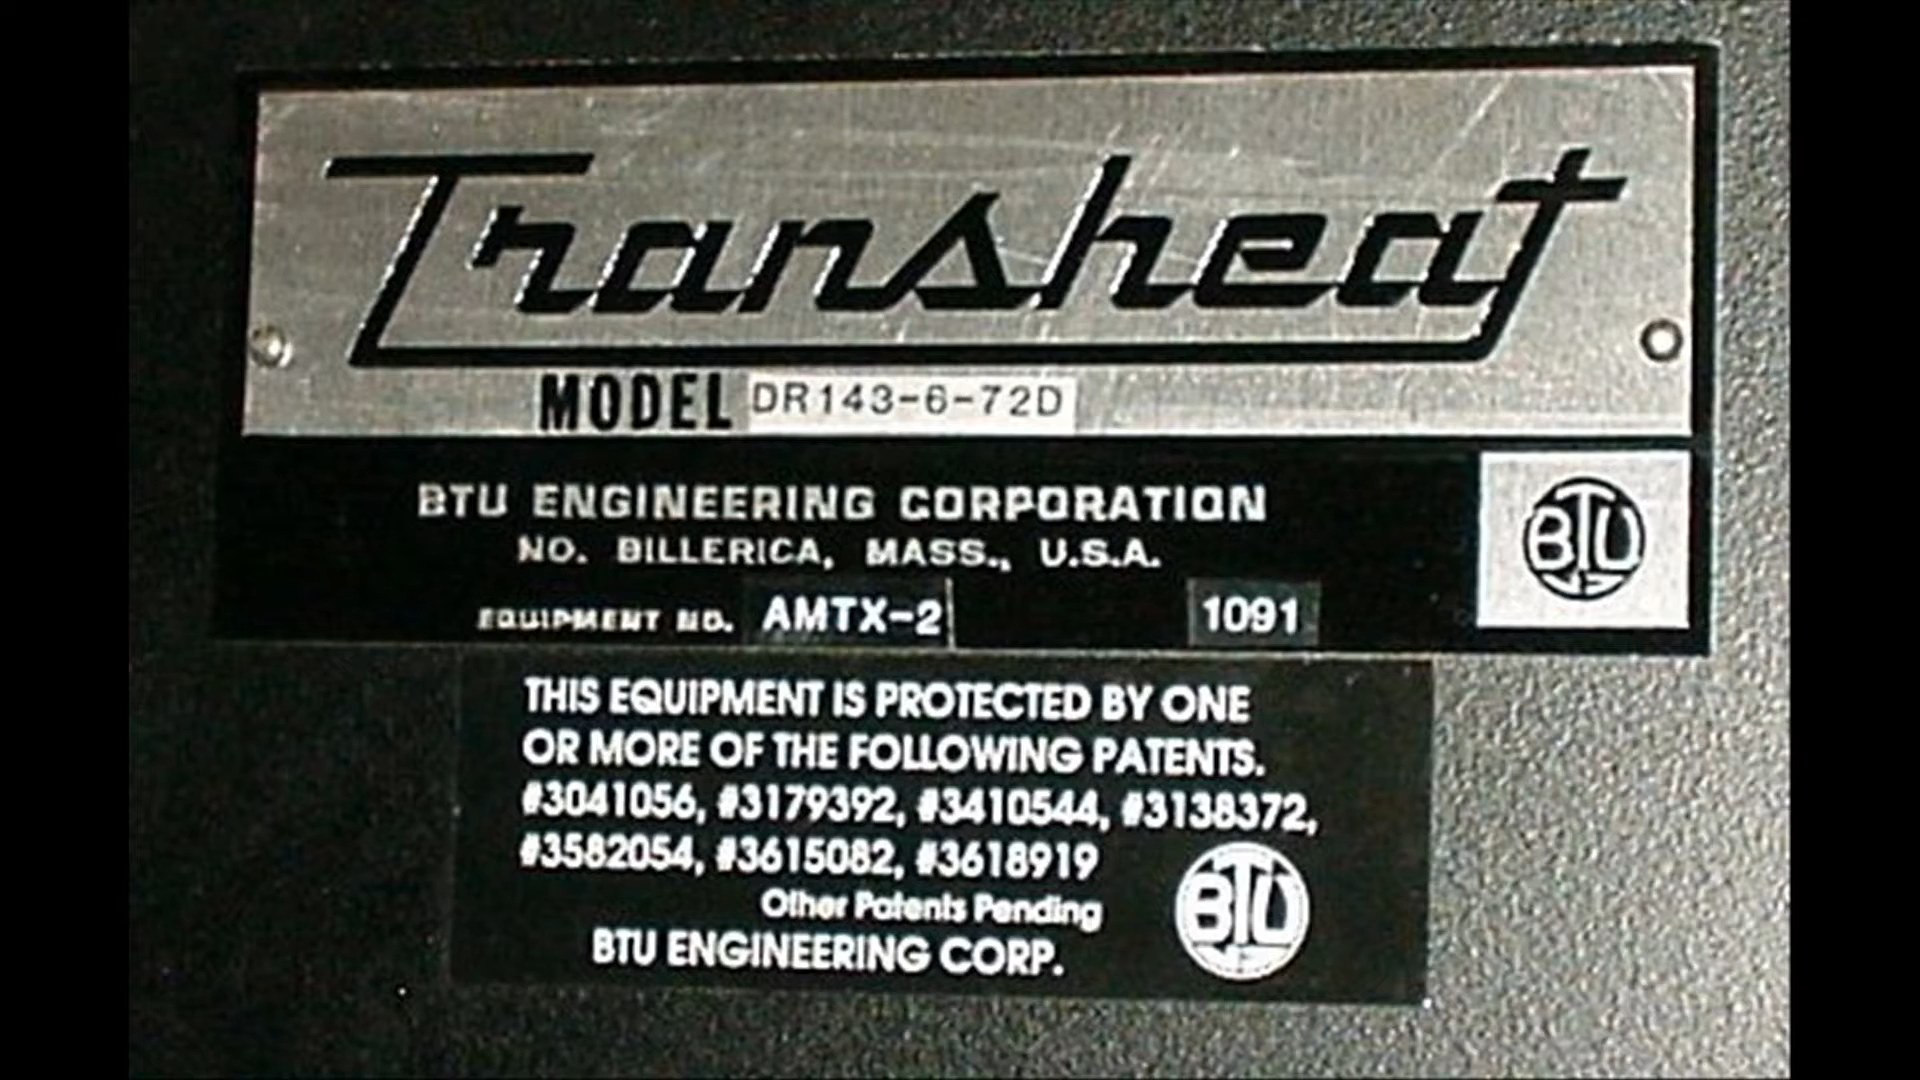 Transheat
MODEL DR143-6-72D
BTU ENGINEERING CORPORATION
NO. BILLERICA, MASS., U.S.A.
BTU
EQUIPMENT NO. AMTX-2 1091
THIS EQUIPMENT IS PROTECTED BY ONE
OR MORE OF THE FOLLOWING PATENTS.
#3041056, #3179392, #3410544, #3138372,
#3582054, #3615082, #3618919
Other Patents Pending
BTU ENGINEERING CORP.
BTU